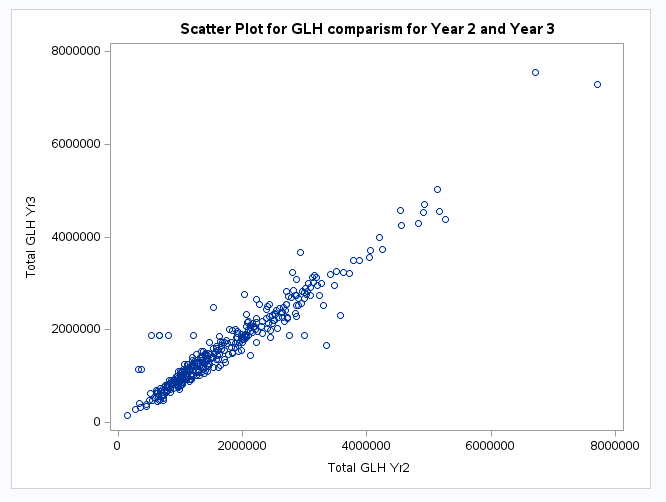 Scatter Plot for GLH comparism for Year 2 and Year 3
8000000
6000000
4000000
2000000
0
Total GLH Yr3
0 2000000 4000000 6000000 8000000
Total GLH Yr2